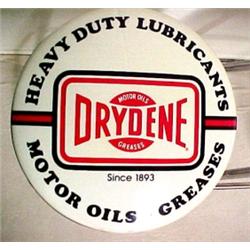 HEAVY DUTY LUBRICANTS
MOTOR OILS
DRYDENE
GREASES
Since 1893
MOTOR OILS GREASES